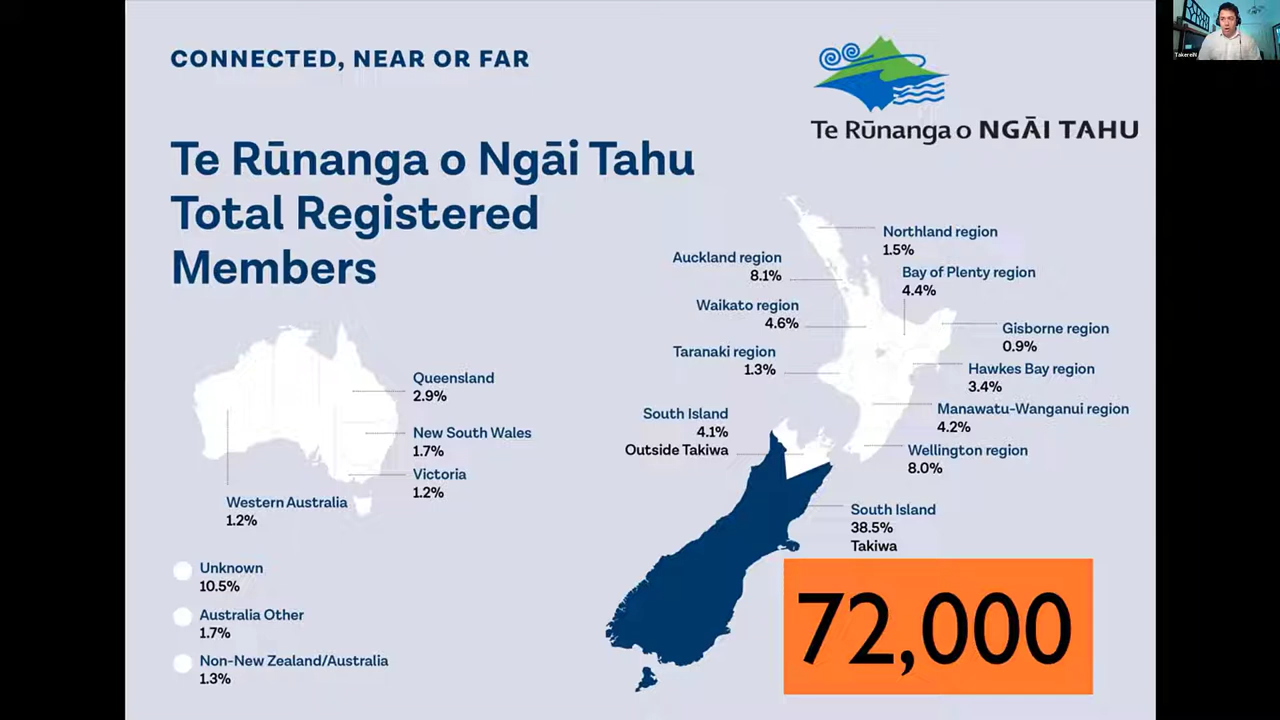 CONNECTED, NEAR OR FAR
Te Rūnanga o NGĀI TAHU
Te Rūnanga o Ngāi Tahu
Total Registered
Members
Northland region
1.5%
Auckland region
8.1%
Bay of Plenty region
4.4%
Waikato region
4.6%
Gisborne region
0.9%
Taranaki region
1.3%
Hawkes Bay region
3.4%
Manawatu-Wanganui region
4.2%
South Island
4.1%
Outside Takiwa
Wellington region
8.0%
South Island
38.5%
Takiwa
Queensland
2.9%
New South Wales
1.7%
Victoria
1.2%
Western Australia
1.2%
Unknown
10.5%
Australia Other
1.7%
Non-New Zealand/Australia
1.3%
72,000